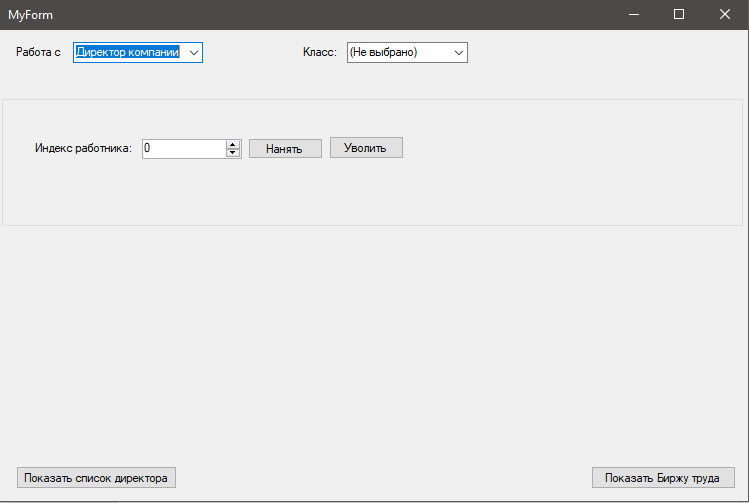 MyForm
Работа с Директор компании Класс: (Не выбрано)
Индекс работника: 0 Нанять Уволить
Показать список директора Показать Биржу труда